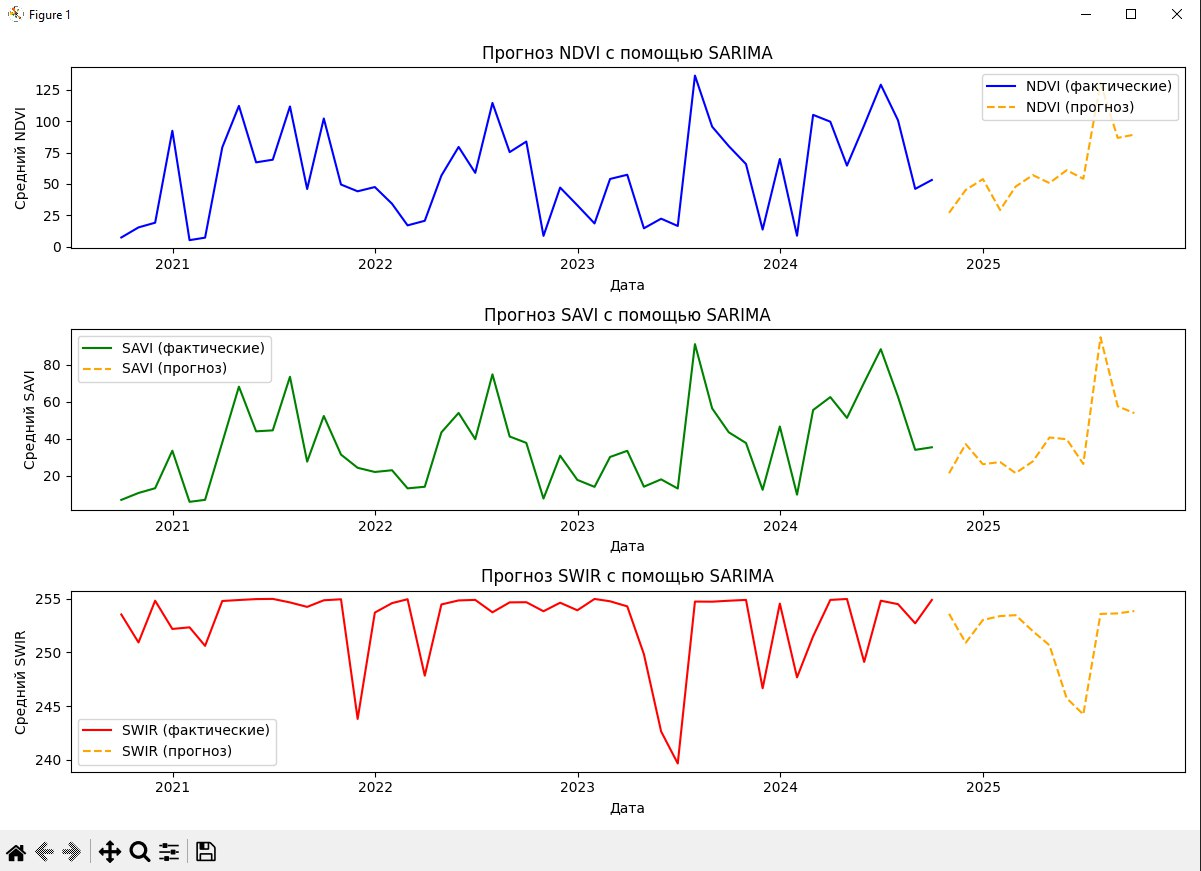 Figure 1
Прогноз NDVI с помощью SARIMA
Средний NDVI
125
100
75
50
25
0
NDVI (фактические)
NDVI (прогноз)
2021 2022 2023 2024 2025
Дата
Прогноз SAVI с помощью SARIMA
Средний SAVI
80
60
40
20
SAVI (фактические)
SAVI (прогноз)
2021 2022 2023 2024 2025
Дата
Прогноз SWIR с помощью SARIMA
Средний SWIR
255
250
245
240
SWIR (фактические)
SWIR (прогноз)
2021 2022 2023 2024 2025
Дата